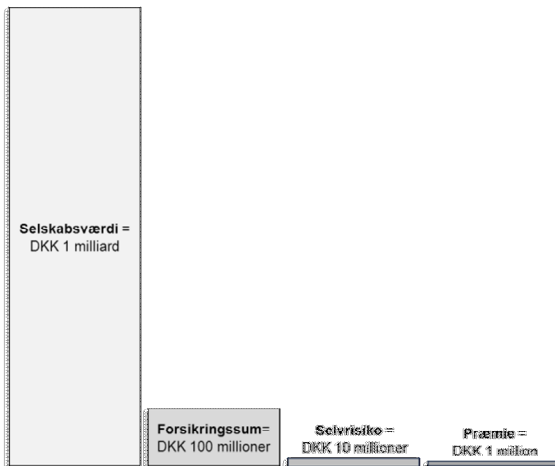 Selskabsværdi =
DKK 1 milliard
Forsikringssum=
DKK 100 millioner
Selvrisiko =
DKK 10 millioner
Præmie =
DKK 1 million